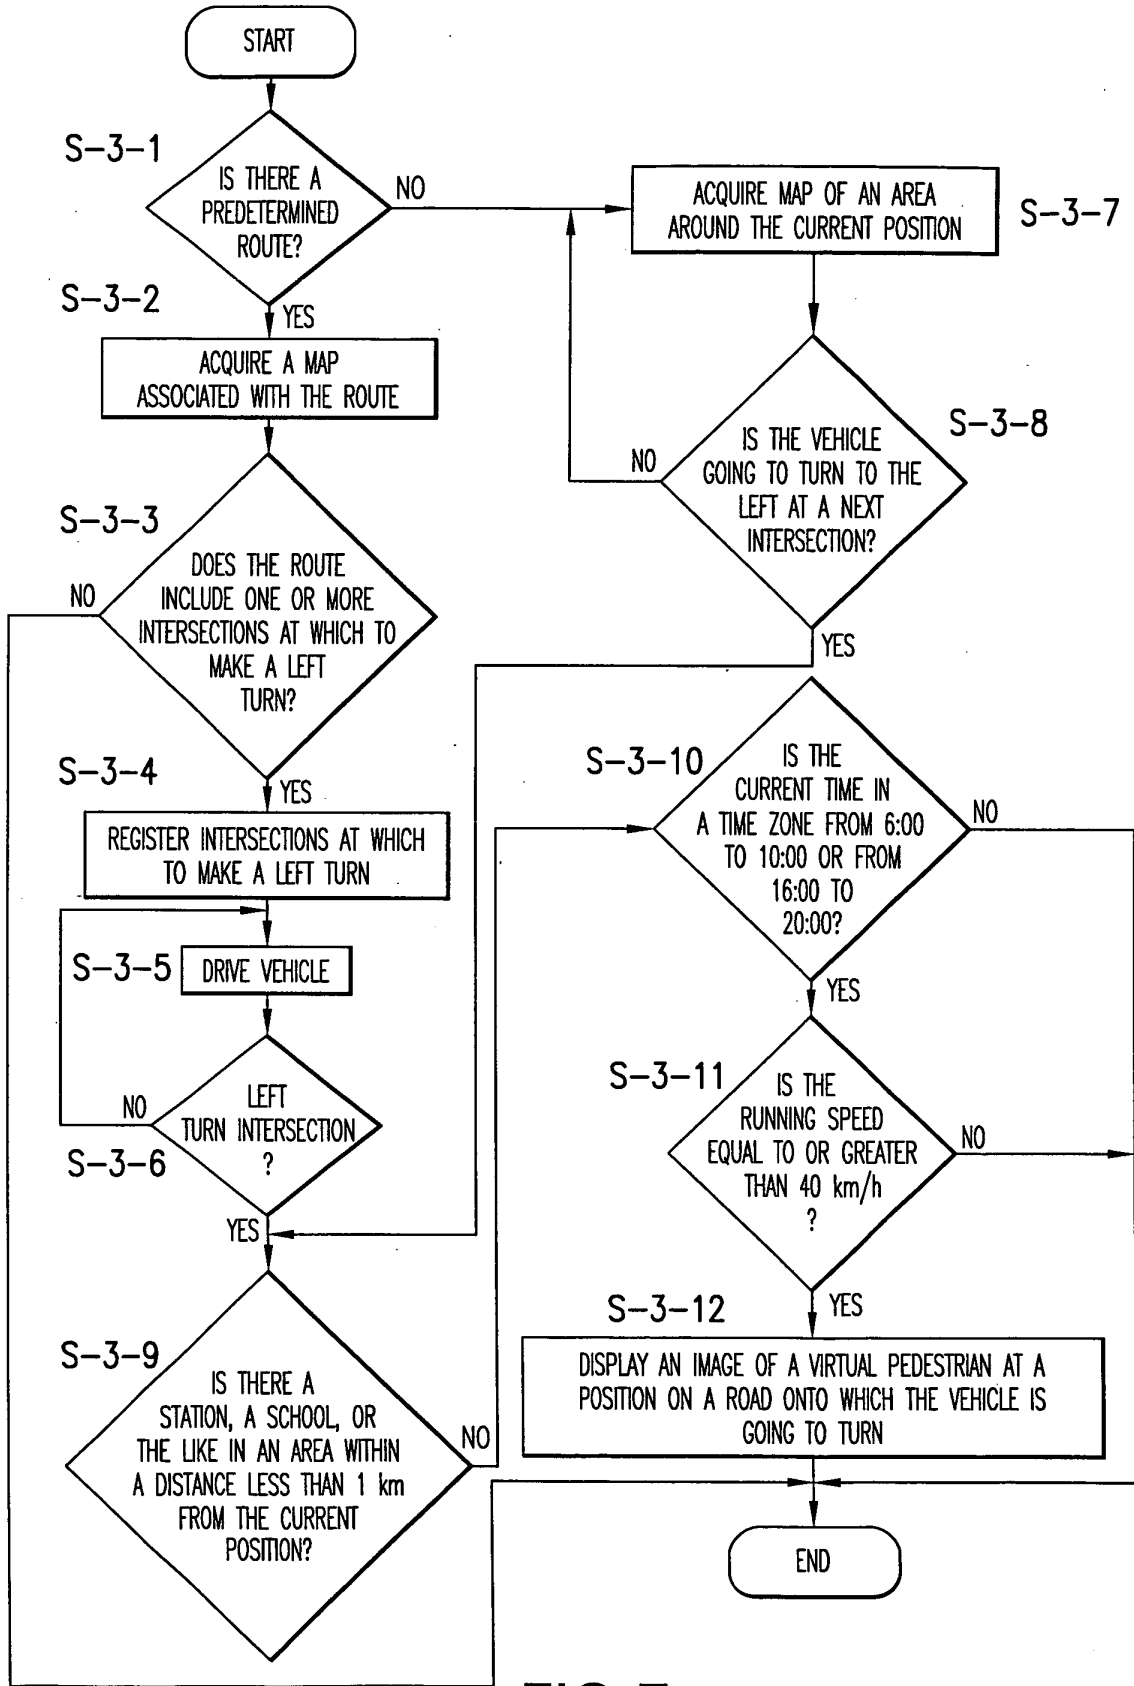 START
S-3-1
IS THERE A
PREDETERMINED
ROUTE?
NO
YES
S-3-2
ACQUIRE A MAP
ASSOCIATED WITH THE ROUTE
S-3-3
DOES THE ROUTE
INCLUDE ONE OR MORE
INTERSECTIONS AT WHICH TO
MAKE A LEFT
TURN?
NO
YES
S-3-4
REGISTER INTERSECTIONS AT WHICH
TO MAKE A LEFT TURN
S-3-5
DRIVE VEHICLE
LEFT
TURN INTERSECTION
?
NO
S-3-6
YES
S-3-9
IS THERE A
STATION, A SCHOOL, OR
THE LIKE IN AN AREA WITHIN
A DISTANCE LESS THAN 1 km
FROM THE CURRENT
POSITION?
NO
ACQUIRE MAP OF AN AREA
AROUND THE CURRENT POSITION
S-3-7
S-3-8
IS THE VEHICLE
GOING TO TURN TO THE
LEFT AT A NEXT
INTERSECTION?
NO
YES
S-3-10
IS THE
CURRENT TIME IN
A TIME ZONE FROM 6:00
TO 10:00 OR FROM
16:00 TO
20:00?
NO
YES
S-3-11
IS THE
RUNNING SPEED
EQUAL TO OR GREATER
THAN 40 km/h
?
NO
YES
S-3-12
DISPLAY AN IMAGE OF A VIRTUAL PEDESTRIAN AT A
POSITION ON A ROAD ONTO WHICH THE VEHICLE IS
GOING TO TURN
END